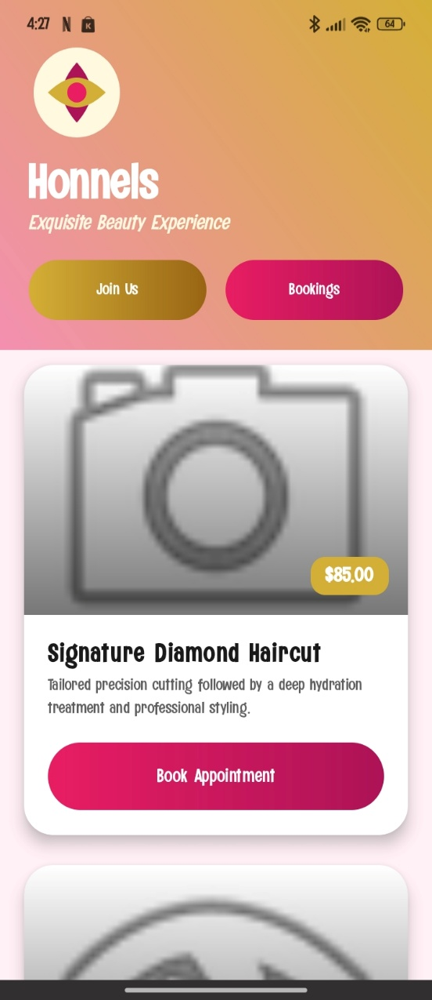 4:27
64
Honnels
Exquisite Beauty Experience
Join Us
Bookings
$85.00
Signature Diamond Haircut
Tailored precision cutting followed by a deep hydration
treatment and professional styling.
Book Appointment